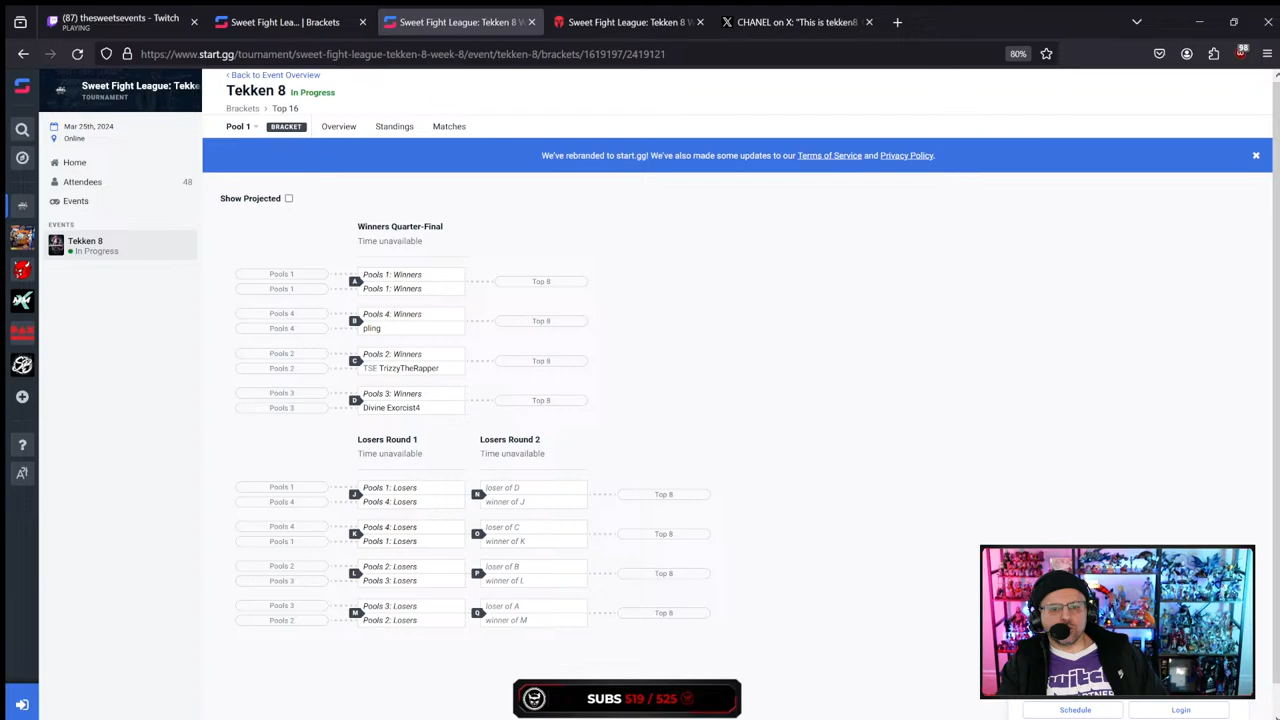 theesweetevents - Twitch
PLAYING
Sweet Fight Lea... | Brackets
Sweet Fight League: Tekken 8 W
Sweet Fight League: Tekken 8 W
CHANEL on X: "This is tekken8
https://www.start.gg/tournament/sweet-fight-league-tekken-8-week-8/event/tekken-8/brackets/1619197/2419121
80%
98
Sweet Fight League: Tekk...
TOURNAMENT
Mar 25th, 2024
Online
Home
Attendees 48
Events
EVENTS
Tekken 8
In Progress
Back to Event Overview
Tekken 8 In Progress
Brackets > Top 16
Pool 1 BRACKET Overview Standings Matches
We've rebranded to start.gg! We've also made some updates to our Terms of Service and Privacy Policy.
Show Projected
Winners Quarter-Final
Time unavailable
Pools 1 Pools 1: Winners
A Top 8
Pools 1 Pools 1: Winners
Pools 4 Pools 4: Winners
B Top 8
Pools 4 pling
Pools 2 Pools 2: Winners
C Top 8
Pools 2 TSE TrizzyTheRapper
Pools 3 Pools 3: Winners
D Top 8
Pools 3 Divine Exorcist4
Losers Round 1 Losers Round 2
Time unavailable Time unavailable
Pools 1 Pools 1: Losers loser of D
J N Top 8
Pools 4 Pools 4: Losers winner of J
Pools 4 Pools 4: Losers loser of C
K O Top 8
Pools 1 Pools 1: Losers winner of K
Pools 2 Pools 2: Losers loser of B
L P Top 8
Pools 3 Pools 3: Losers winner of L
Pools 3 Pools 3: Losers loser of A
M Q Top 8
Pools 2 Pools 2: Losers winner of M
SUBS 519 / 525
Schedule Login